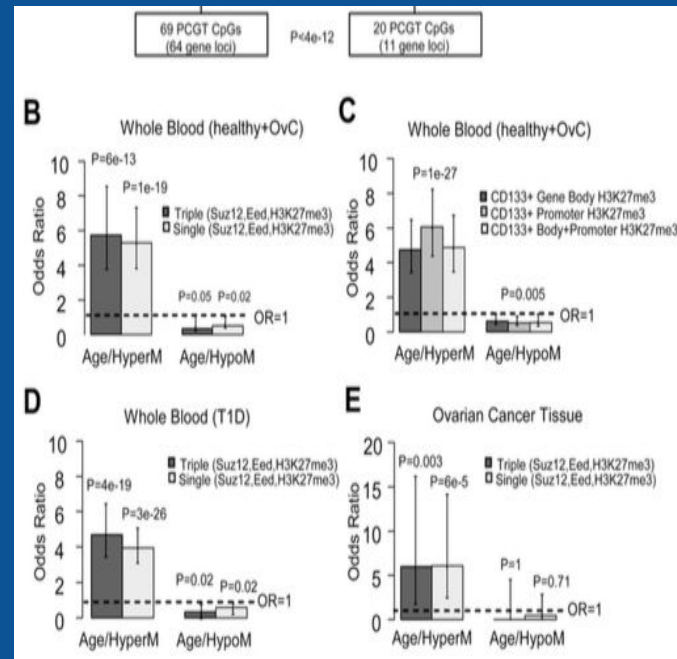 69 PCGT CpGs
(64 gene loci)
P<4e-12
20 PCGT CpGs
(11 gene loci)
B
Whole Blood (healthy+OvC)
Odds Ratio
10
8
6
4
2
0
P=6e-13
P=1e-19
Triple (Suz12,Eed,H3K27me3)
Single (Suz12,Eed,H3K27me3)
P=0.05
P=0.02
OR=1
Age/HyperM
Age/HypoM
C
Whole Blood (healthy+OvC)
Odds Ratio
10
8
6
4
2
0
P=1e-27
CD133+ Gene Body H3K27me3
CD133+ Promoter H3K27me3
CD133+ Body+Promoter H3K27me3
P=0.005
OR=1
Age/HyperM
Age/HypoM
D
Whole Blood (T1D)
Odds Ratio
10
8
6
4
2
0
P=4e-19
P=3e-26
Triple (Suz12,Eed,H3K27me3)
Single (Suz12,Eed,H3K27me3)
P=0.02
P=0.02
OR=1
Age/HyperM
Age/HypoM
E
Ovarian Cancer Tissue
Odds Ratio
20
15
10
5
0
P=0.003
P=6e-5
Triple (Suz12,Eed,H3K27me3)
Single (Suz12,Eed,H3K27me3)
P=1
P=0.71
OR=1
Age/HyperM
Age/HypoM